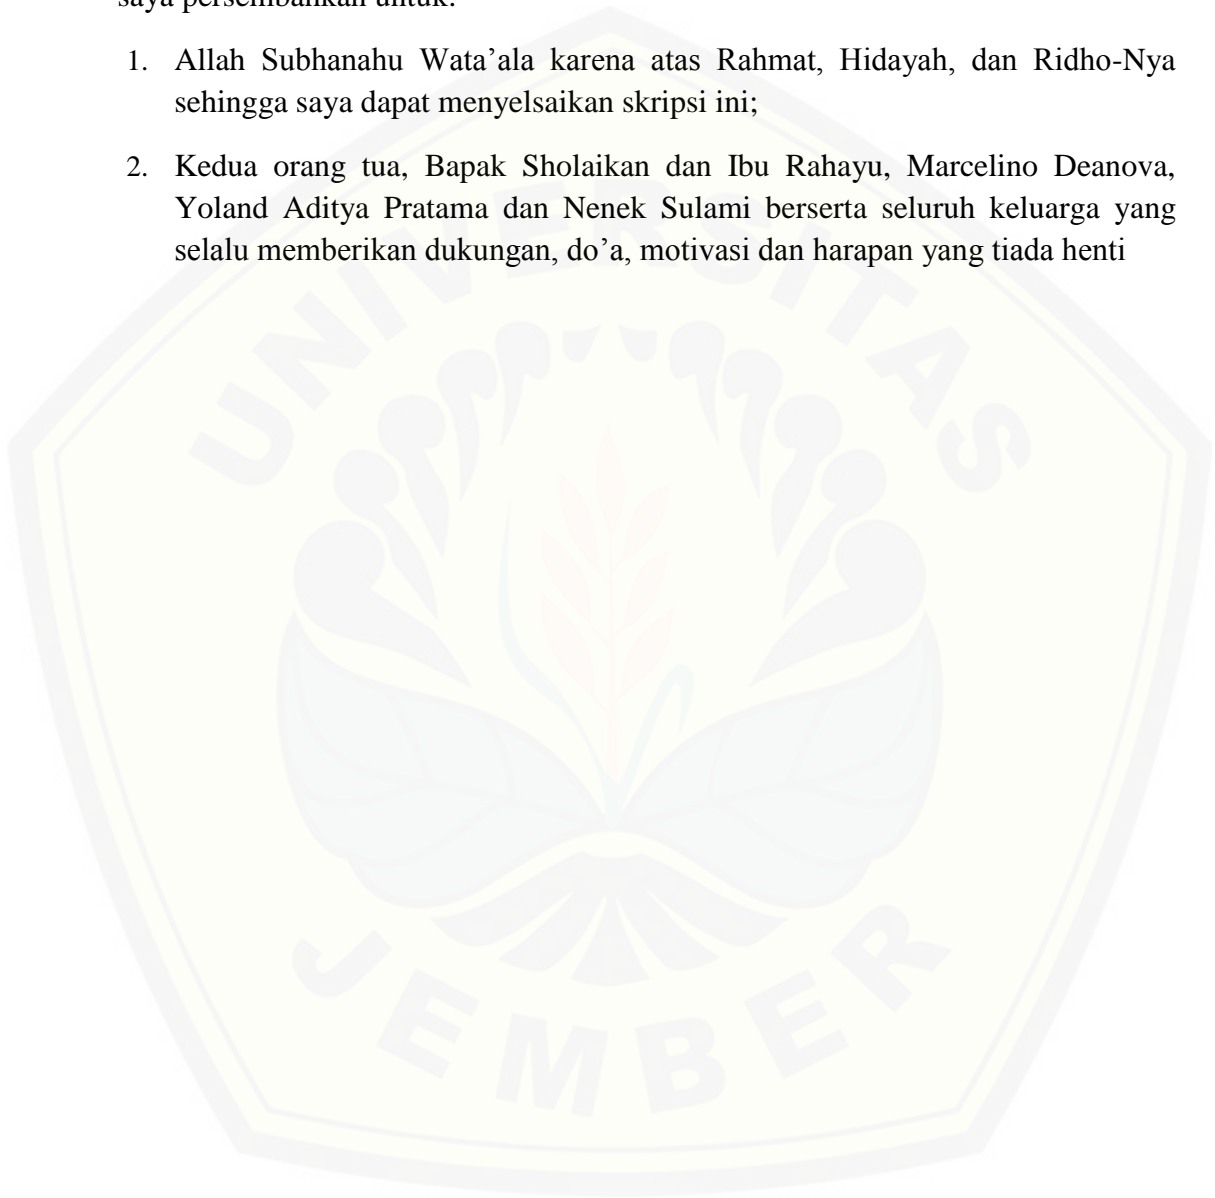 saya persembahkan untuk:
1. Allah Subhanahu Wata’ala karena atas Rahmat, Hidayah, dan Ridho-Nya
sehingga saya dapat menyelsaikan skripsi ini;
2. Kedua orang tua, Bapak Sholaikan dan Ibu Rahayu, Marcelino Deanova,
Yoland Aditya Pratama dan Nenek Sulami berserta seluruh keluarga yang
selalu memberikan dukungan, do’a, motivasi dan harapan yang tiada henti
UNIVERSITAS
JEMBER